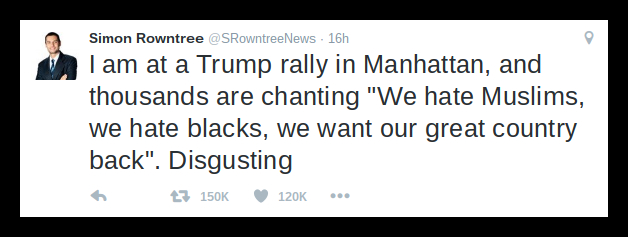 Simon Rowntree @SRowntreeNews · 16h
I am at a Trump rally in Manhattan, and
thousands are chanting "We hate Muslims,
we hate blacks, we want our great country
back". Disgusting
150K 120K